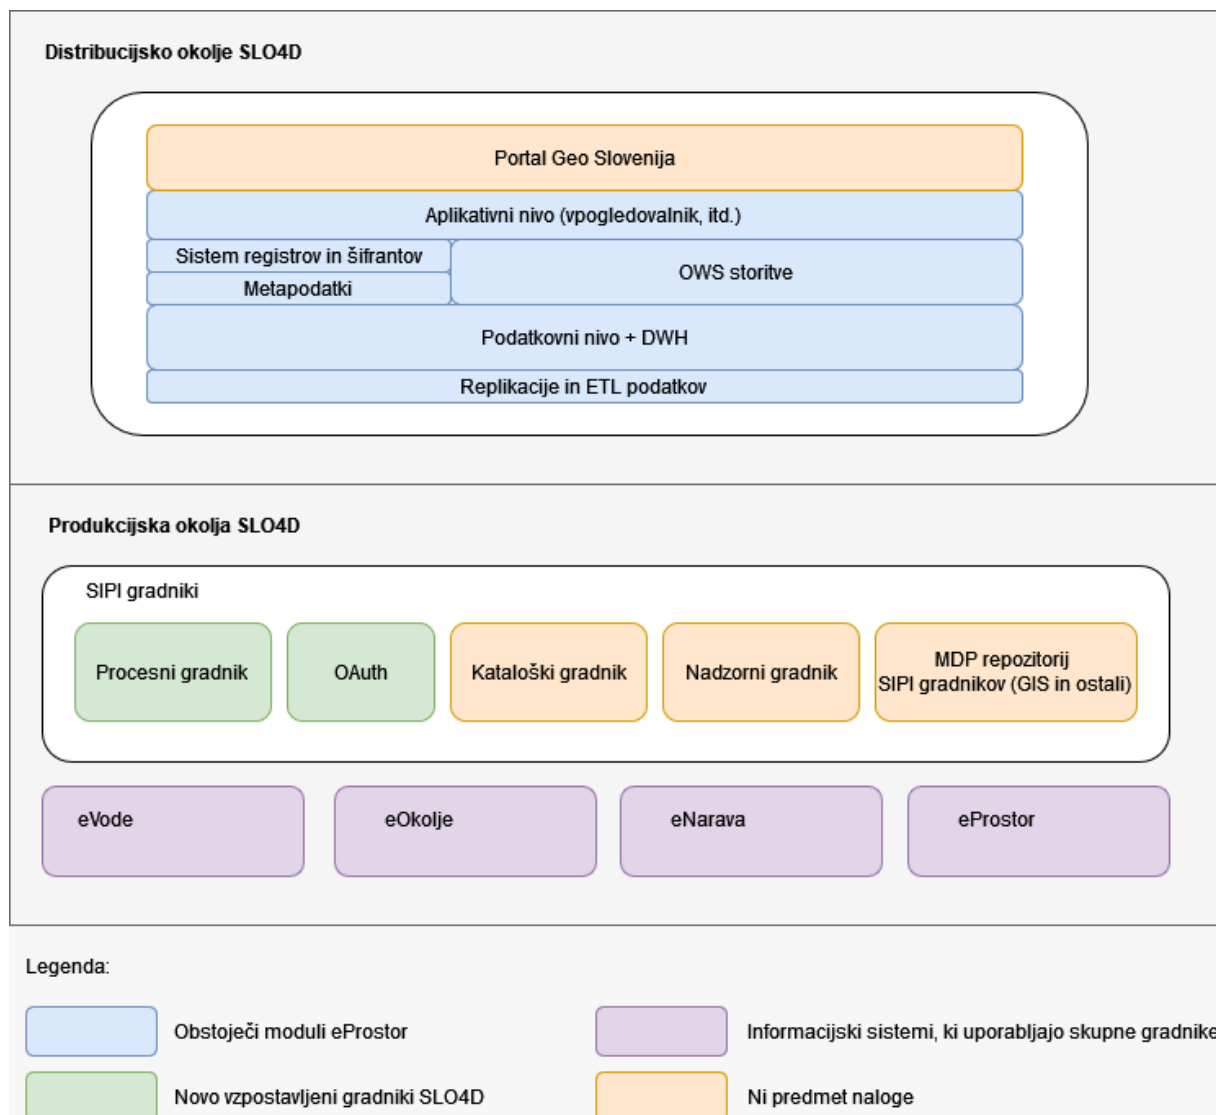 Distribucijsko okolje SLO4D
Portal Geo Slovenija
Aplikativni nivo (vpogledovalnik, itd.)
Sistem registrov in šifrantov
Metapodatki
OWS storitve
Podatkovni nivo + DWH
Replikacije in ETL podatkov
Produkcijska okolja SLO4D
SIPI gradniki
Procesni gradnik
OAuth
Kataloški gradnik
Nadzorni gradnik
MDP repozitorij
SIPI gradnikov (GIS in ostali)
eVode
eOkolje
eNarava
eProstor
Legenda:
Obstoječi moduli eProstor
Informacijski sistemi, ki uporabljajo skupne gradnike
Novo vzpostavljeni gradniki SLO4D
Ni predmet naloge